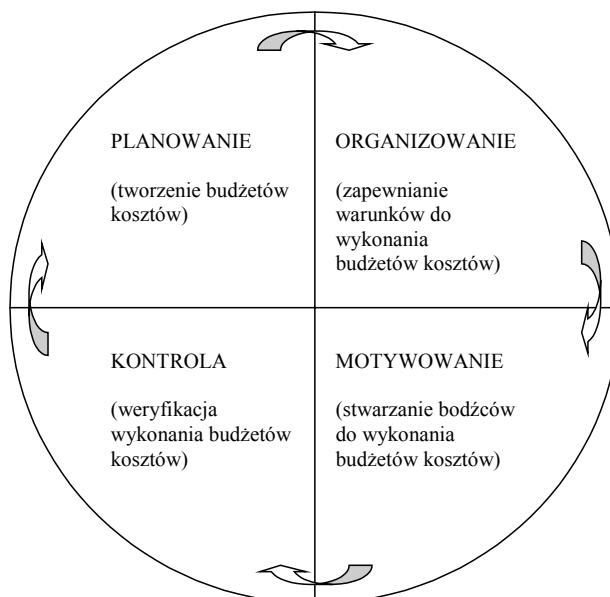 PLANOWANIE
(tworzenie budżetów
kosztów)
ORGANIZOWANIE
(zapewnianie
warunków do
wykonania
budżetów kosztów)
KONTROLA
(weryfikacja
wykonania budżetów
kosztów)
MOTYWOWANIE
(stwarzanie bodźców
do wykonania
budżetów kosztów)